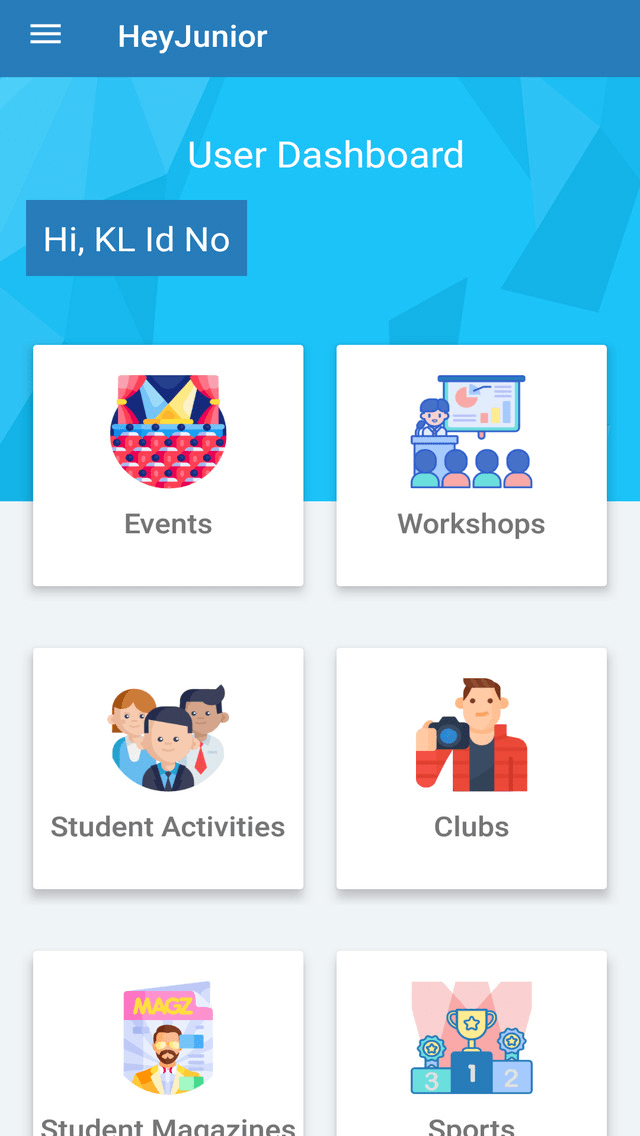 HeyJunior
User Dashboard
Hi, KL Id No
Events
Workshops
Student Activities
Clubs
MAGZ
3
1
2
Student Magazines
Sports